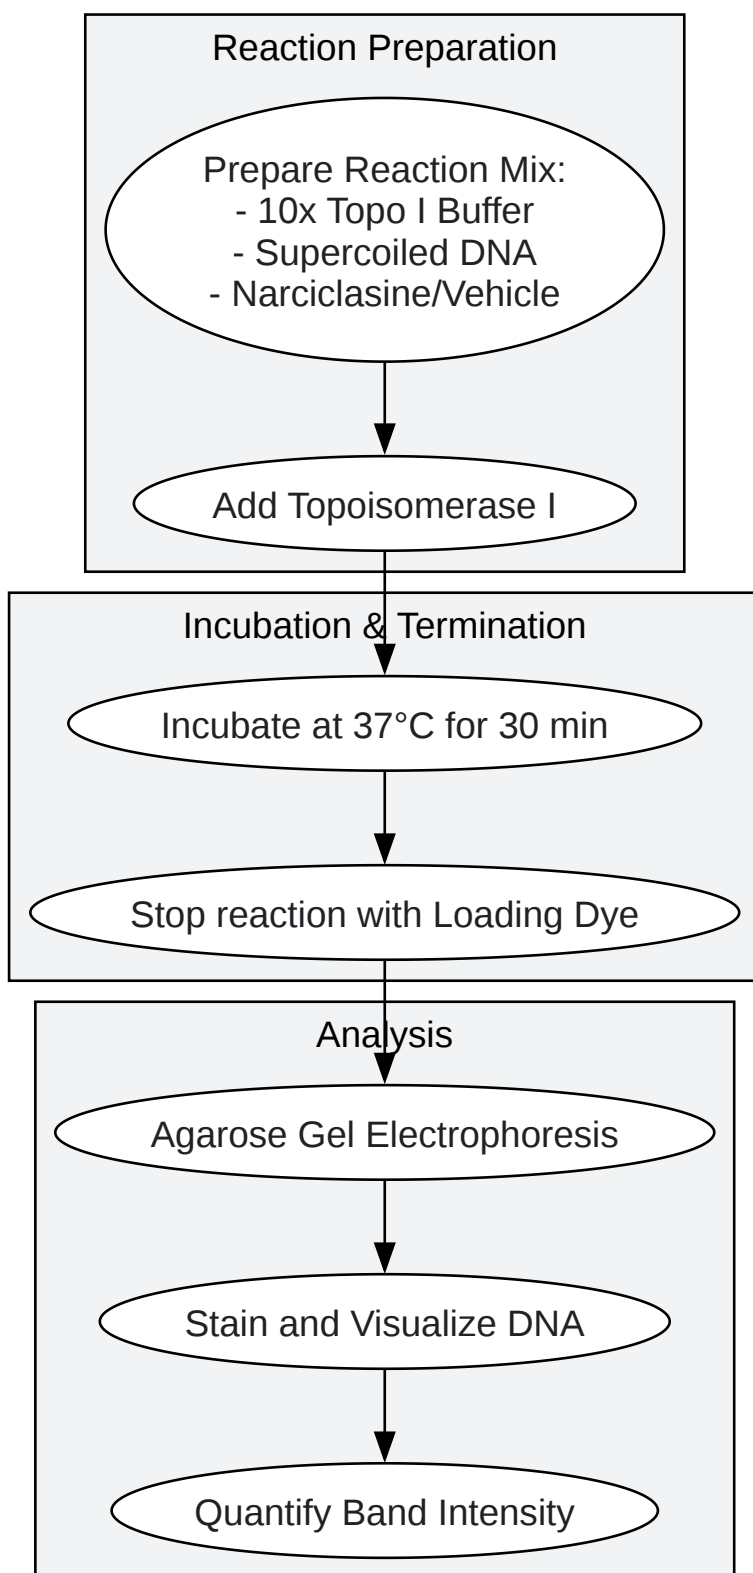 Reaction Preparation
Prepare Reaction Mix:
- 10x Topo I Buffer
- Supercoiled DNA
- Narciclasine/Vehicle
Add Topoisomerase I
Incubation & Termination
Incubate at 37°C for 30 min
Stop reaction with Loading Dye
Analysis
Agarose Gel Electrophoresis
Stain and Visualize DNA
Quantify Band Intensity